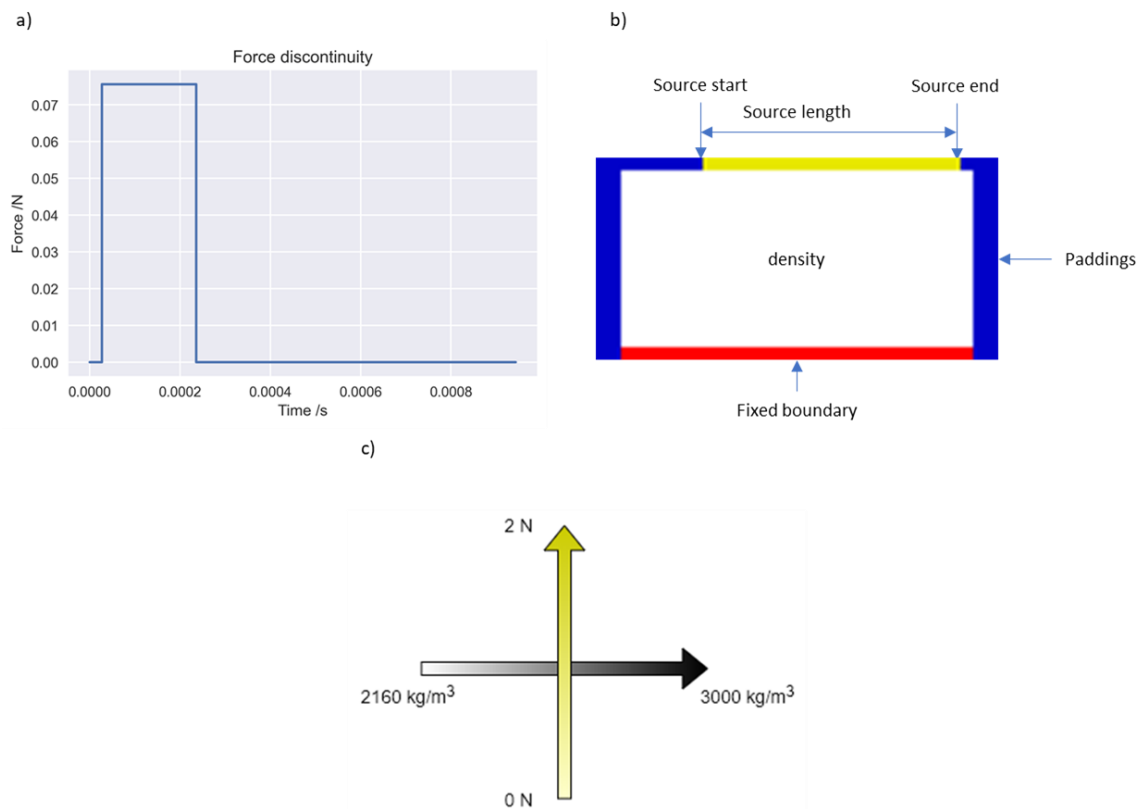 a)
Force discontinuity
Force /N
0.07
0.06
0.05
0.04
0.03
0.02
0.01
0.00
0.0000 0.0002 0.0004 0.0006 0.0008
Time /s
b)
Source start
Source end
Source length
density
Paddings
Fixed boundary
c)
2 N
2160 kg/m³
3000 kg/m³
0 N